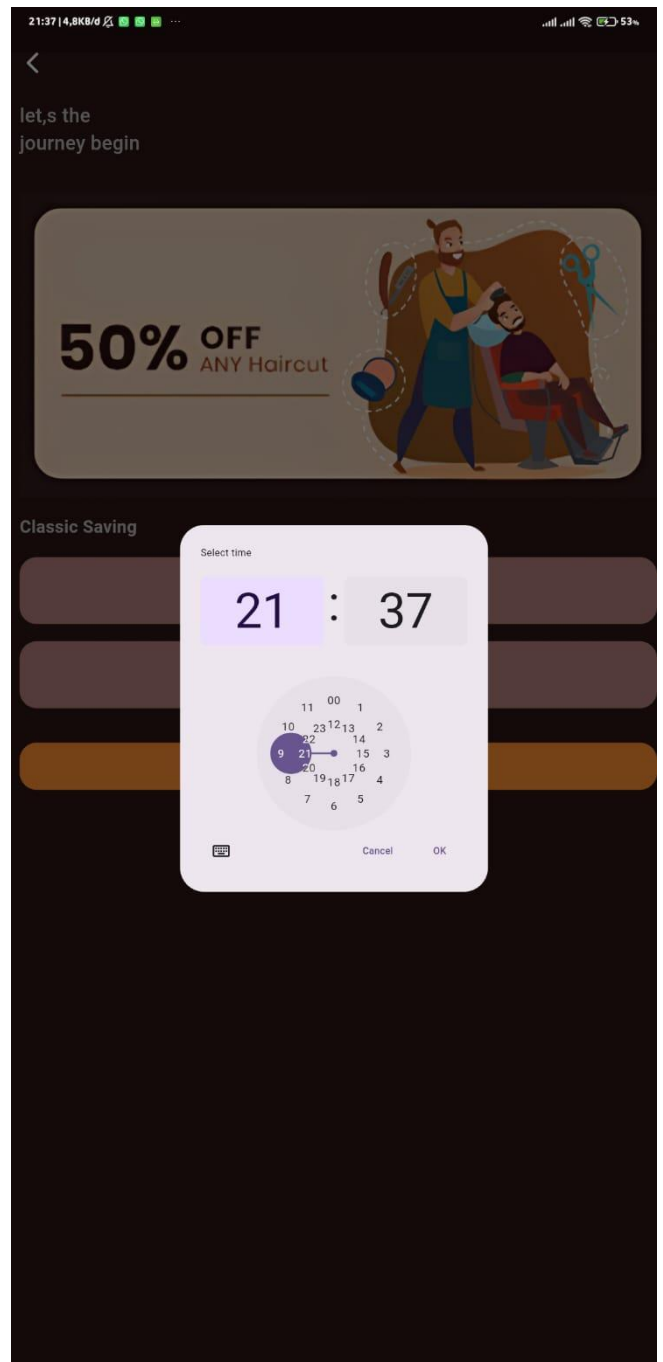 21:37 | 4,8KB/d ... 53%
let,s the
journey begin
50% OFF
ANY Haircut
Classic Saving
Select time
21 : 37
00
11 1
10 23 12 13 2
22 14
9 21 15 3
20 16
8 19 18 17 4
7 5
6
Cancel OK